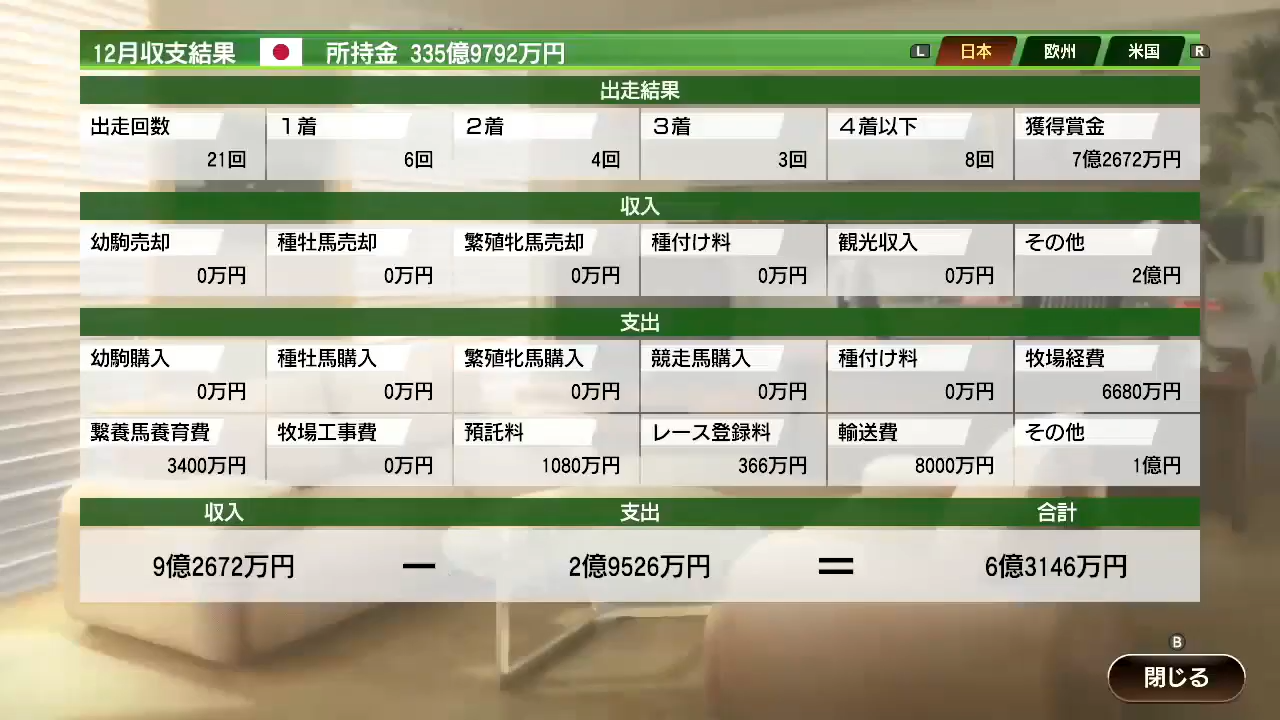 12月収支結果 所持金 335億9792万円 L 日本 欧州 米国 R
出走結果
出走回数 1着 2着 3着 4着以下 獲得賞金
21回 6回 4回 3回 8回 7億2672万円
収入
幼駒売却 種牡馬売却 繁殖牝馬売却 種付け料 観光収入 その他
0万円 0万円 0万円 0万円 0万円 2億円
支出
幼駒購入 種牡馬購入 繁殖牝馬購入 競走馬購入 種付け料 牧場経費
0万円 0万円 0万円 0万円 0万円 6680万円
繋養馬養育費 牧場工事費 預託料 レース登録料 輸送費 その他
3400万円 0万円 1080万円 366万円 8000万円 1億円
収入 支出 合計
9億2672万円 － 2億9526万円 ＝ 6億3146万円
B
閉じる